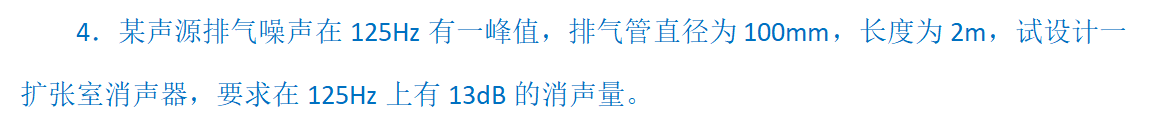 4．某声源排气噪声在 125Hz 有一峰值，排气管直径为 100mm，长度为 2m，试设计一
扩张室消声器，要求在 125Hz 上有 13dB 的消声量。